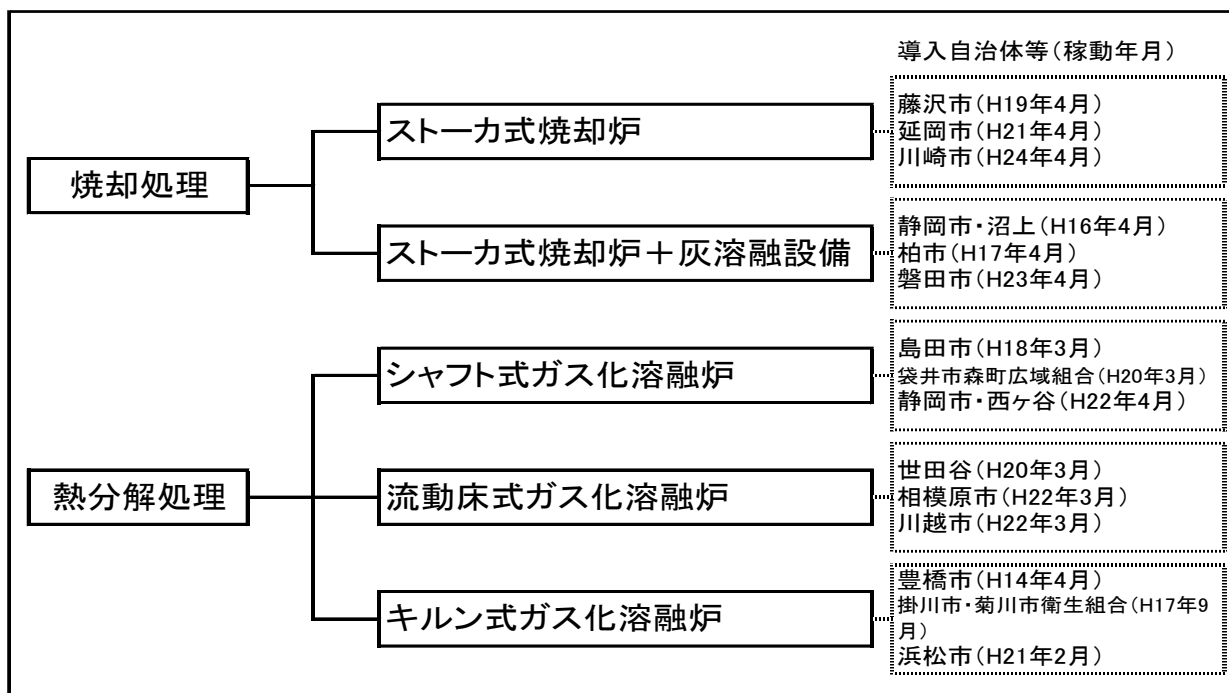 導入自治体等(稼動年月)
焼却処理
ストーカ式焼却炉
藤沢市(H19年4月)
延岡市(H21年4月)
川崎市(H24年4月)
ストーカ式焼却炉＋灰溶融設備
静岡市・沼上(H16年4月)
柏市(H17年4月)
磐田市(H23年4月)
熱分解処理
シャフト式ガス化溶融炉
島田市(H18年3月)
袋井市森町広域組合(H20年3月)
静岡市・西ヶ谷(H22年4月)
流動床式ガス化溶融炉
世田谷(H20年3月)
相模原市(H22年3月)
川越市(H22年3月)
キルン式ガス化溶融炉
豊橋市(H14年4月)
掛川市・菊川市衛生組合(H17年9
月)
浜松市(H21年2月)